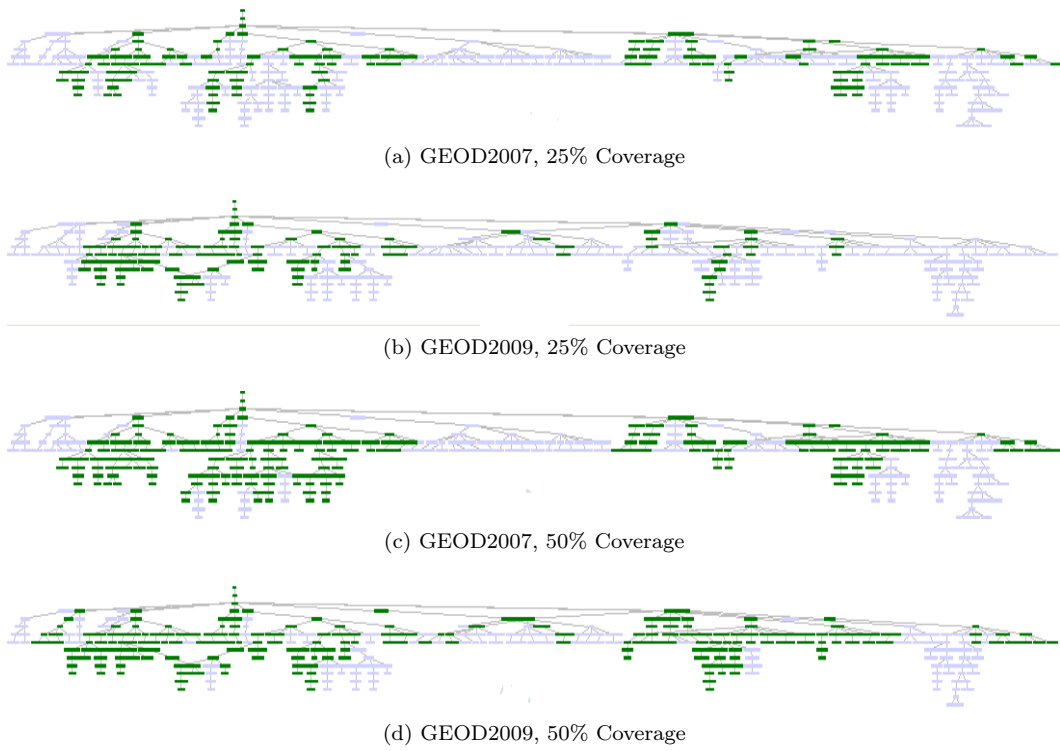 (a) GEOD2007, 25% Coverage
(b) GEOD2009, 25% Coverage
(c) GEOD2007, 50% Coverage
(d) GEOD2009, 50% Coverage